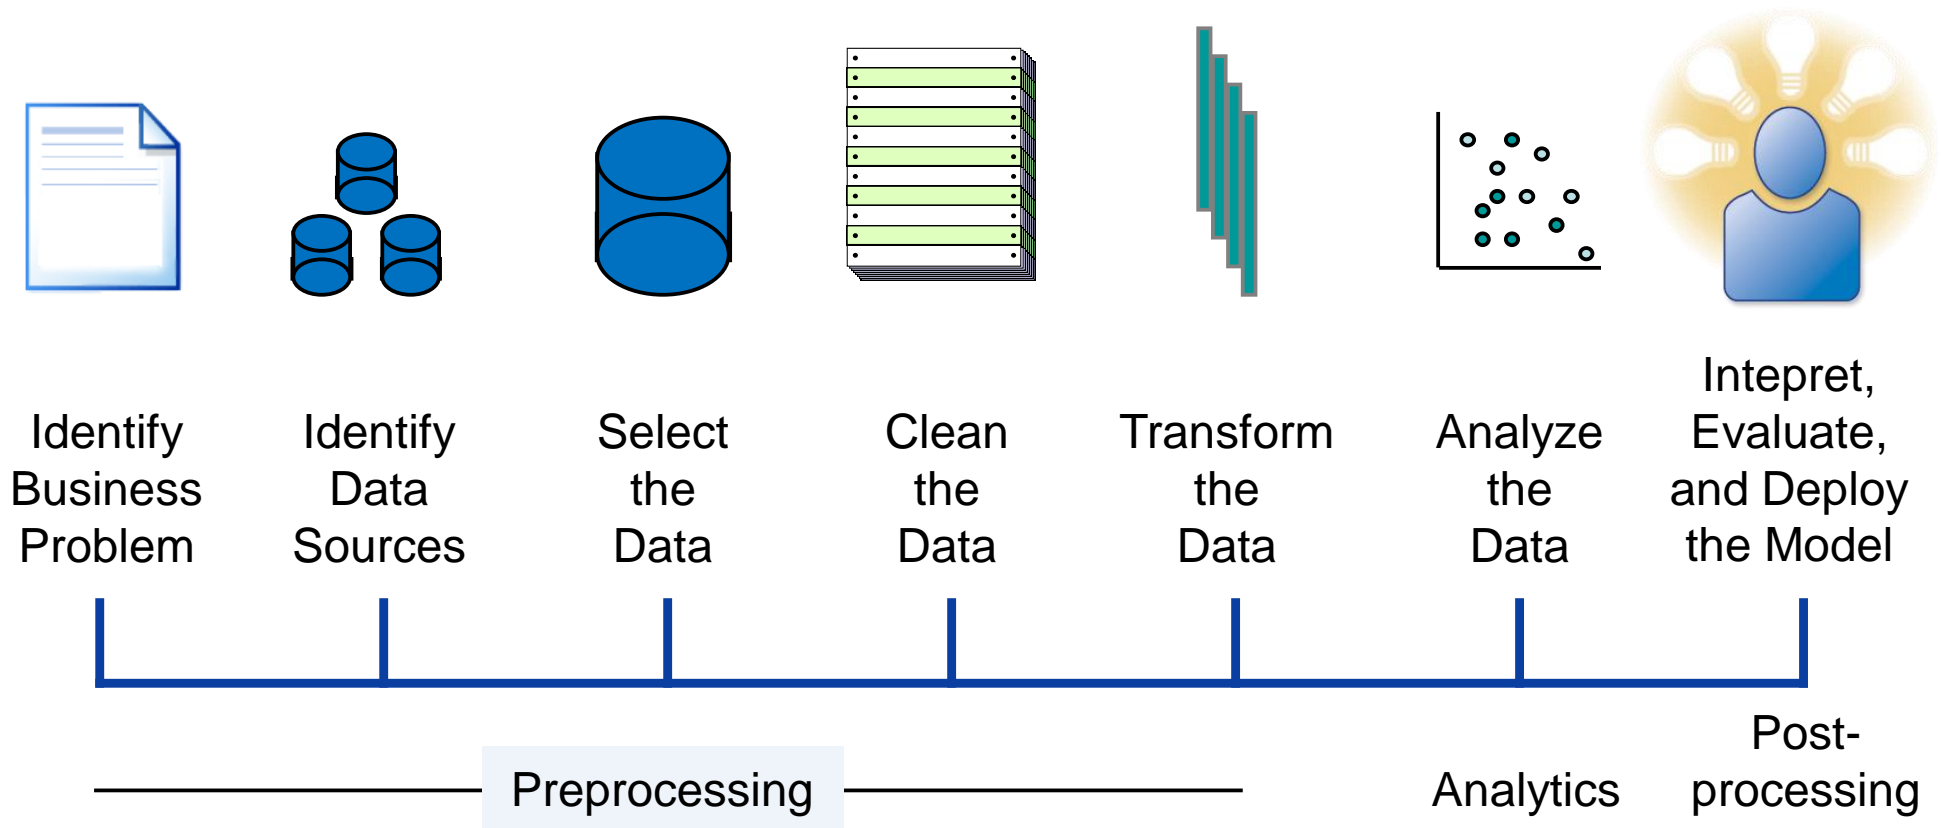 Identify
Business
Problem
Identify
Data
Sources
Select
the
Data
Clean
the
Data
Transform
the
Data
Analyze
the
Data
Intepret,
Evaluate,
and Deploy
the Model
Preprocessing
Analytics
Post-
processing